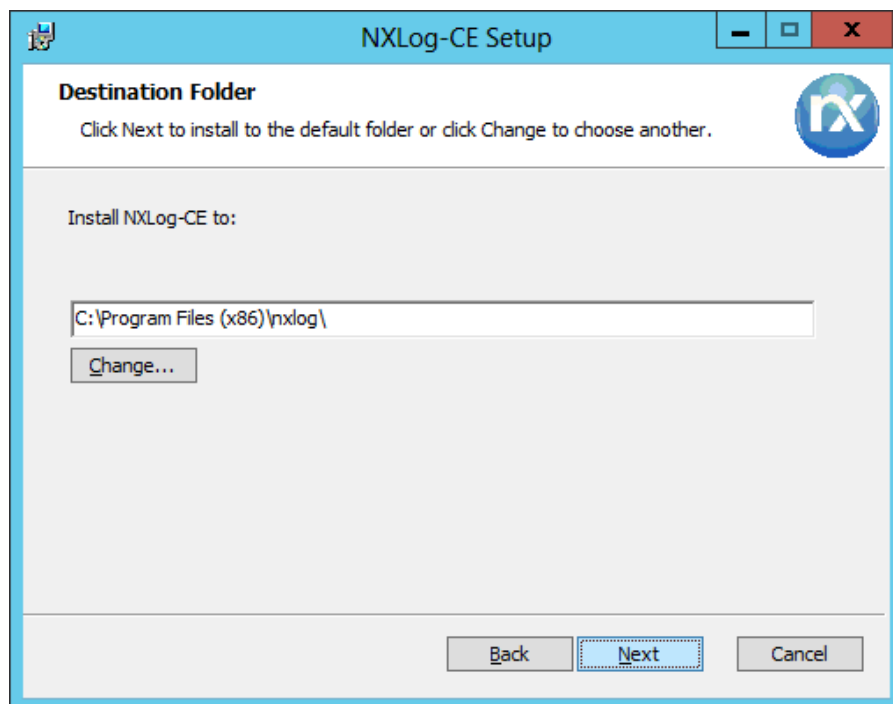 NXLog-CE Setup
Destination Folder
Click Next to install to the default folder or click Change to choose another.
nx
Install NXLog-CE to:
C:\Program Files (x86)\nxlog\
Change...
Back
Next
Cancel